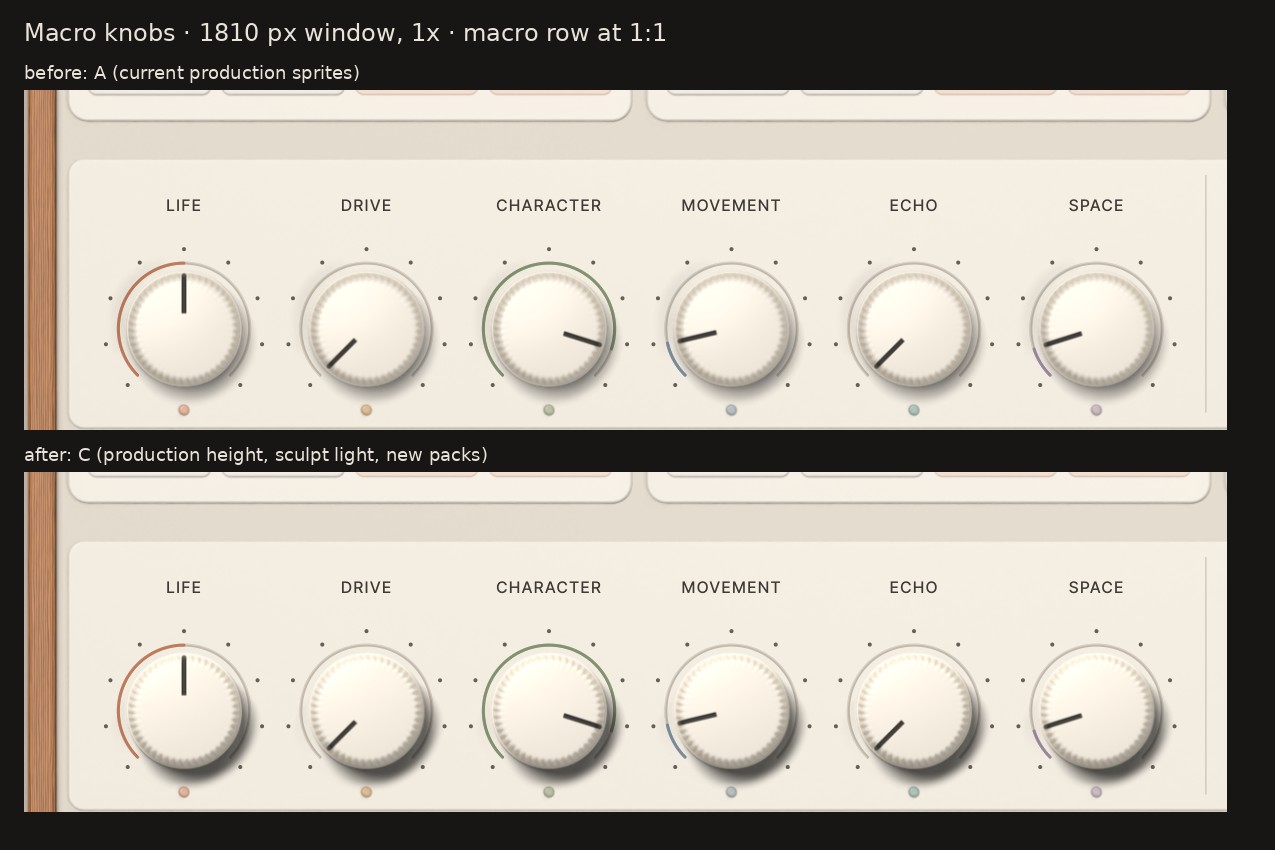 Macro knobs · 1810 px window, 1x · macro row at 1:1
before: A (current production sprites)
LIFE DRIVE CHARACTER MOVEMENT ECHO SPACE
after: C (production height, sculpt light, new packs)
LIFE DRIVE CHARACTER MOVEMENT ECHO SPACE